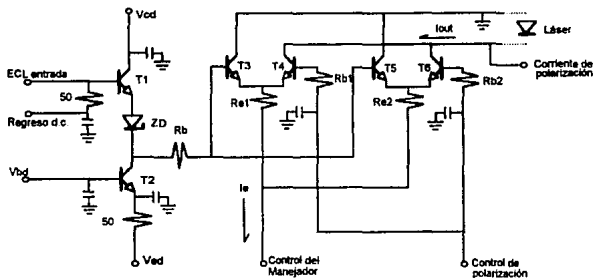 Vcd
Iout
Láser
ECL entrada
T1
T3
T4
T5
T6
Corriente de polarización
50
Rb1
Rb2
Regreso d.c.
ZD
Rb
Re1
Re2
Vbd
T2
Ie
50
Ved
Control del
Manejador
Control de
polarización